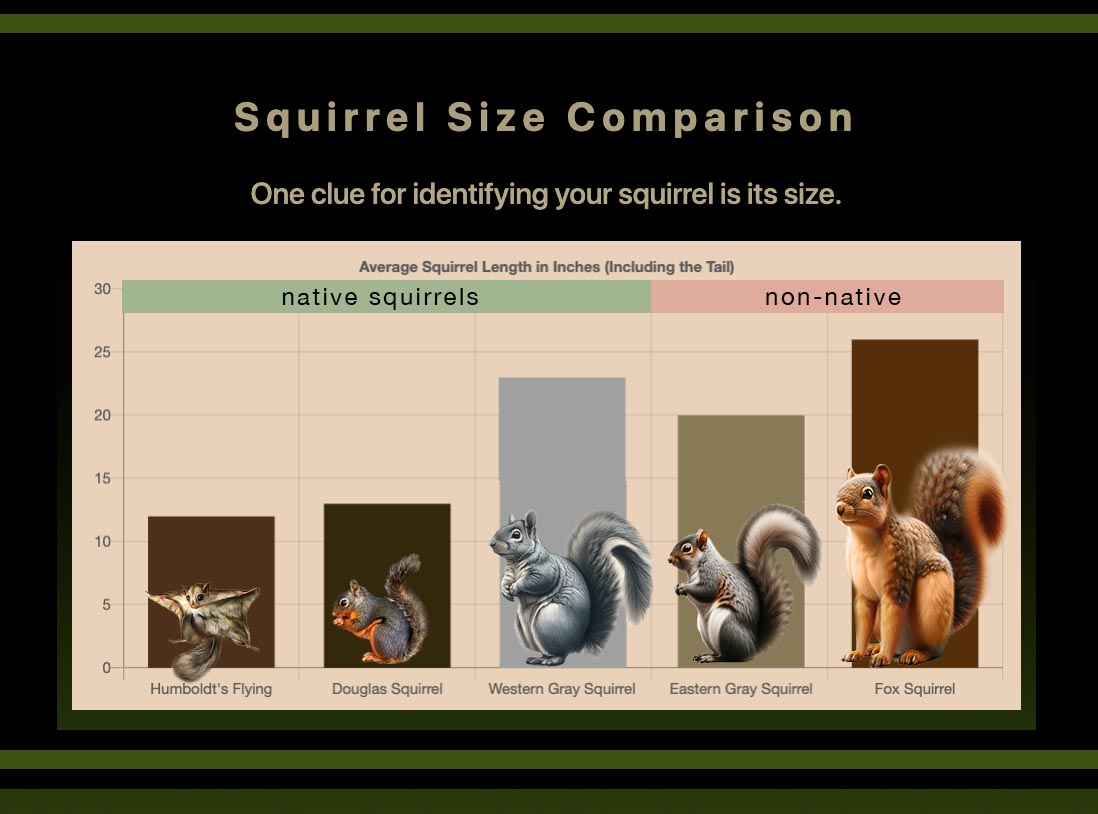 Squirrel Size Comparison
One clue for identifying your squirrel is its size.
Average Squirrel Length in Inches (Including the Tail)
native squirrels non-native
30
25
20
15
10
5
0
Humboldt's Flying Douglas Squirrel Western Gray Squirrel Eastern Gray Squirrel Fox Squirrel